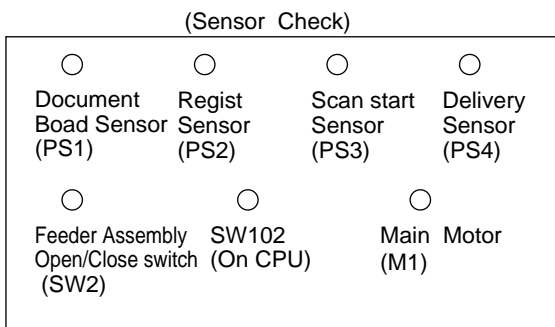 (Sensor Check)
Document Boad Sensor (PS1)
Regist Sensor (PS2)
Scan start Sensor (PS3)
Delivery Sensor (PS4)
Feeder Assembly Open/Close switch (SW2)
SW102 (On CPU)
Main Motor (M1)